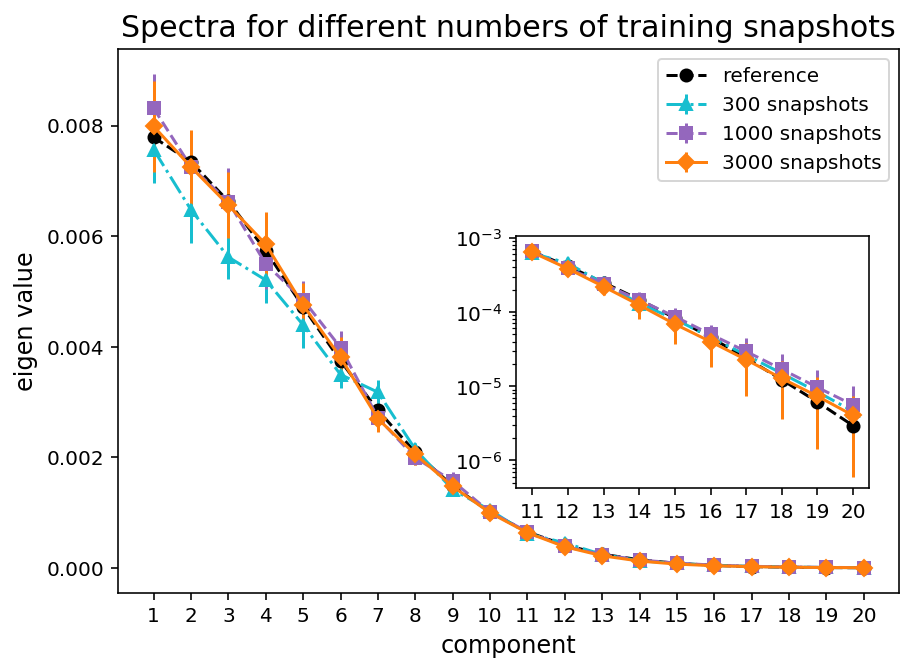 Spectra for different numbers of training snapshots
reference
300 snapshots
1000 snapshots
3000 snapshots
eigen value
0.008
0.006
0.004
0.002
0.000
10⁻³
10⁻⁴
10⁻⁵
10⁻⁶
11 12 13 14 15 16 17 18 19 20
1 2 3 4 5 6 7 8 9 10 11 12 13 14 15 16 17 18 19 20
component